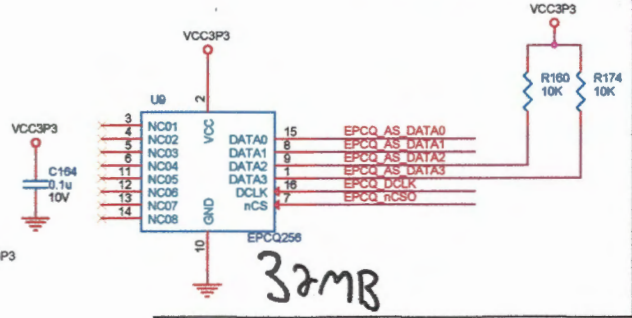 VCC3P3
VCC3P3
U9
2
VCC
R160
10K
R174
10K
VCC3P3
C164
0.1u
10V
3 NC01
4 NC02
5 NC03
6 NC04
11 NC05
12 NC06
13 NC07
14 NC08
DATA0 15 EPCQ_AS_DATA0
DATA1 8 EPCQ_AS_DATA1
DATA2 9 EPCQ_AS_DATA2
DATA3 1 EPCQ_AS_DATA3
DCLK 16 EPCQ_DCLK
nCS 7 EPCQ_nCSO
GND
10
EPCQ256
P3
32MB